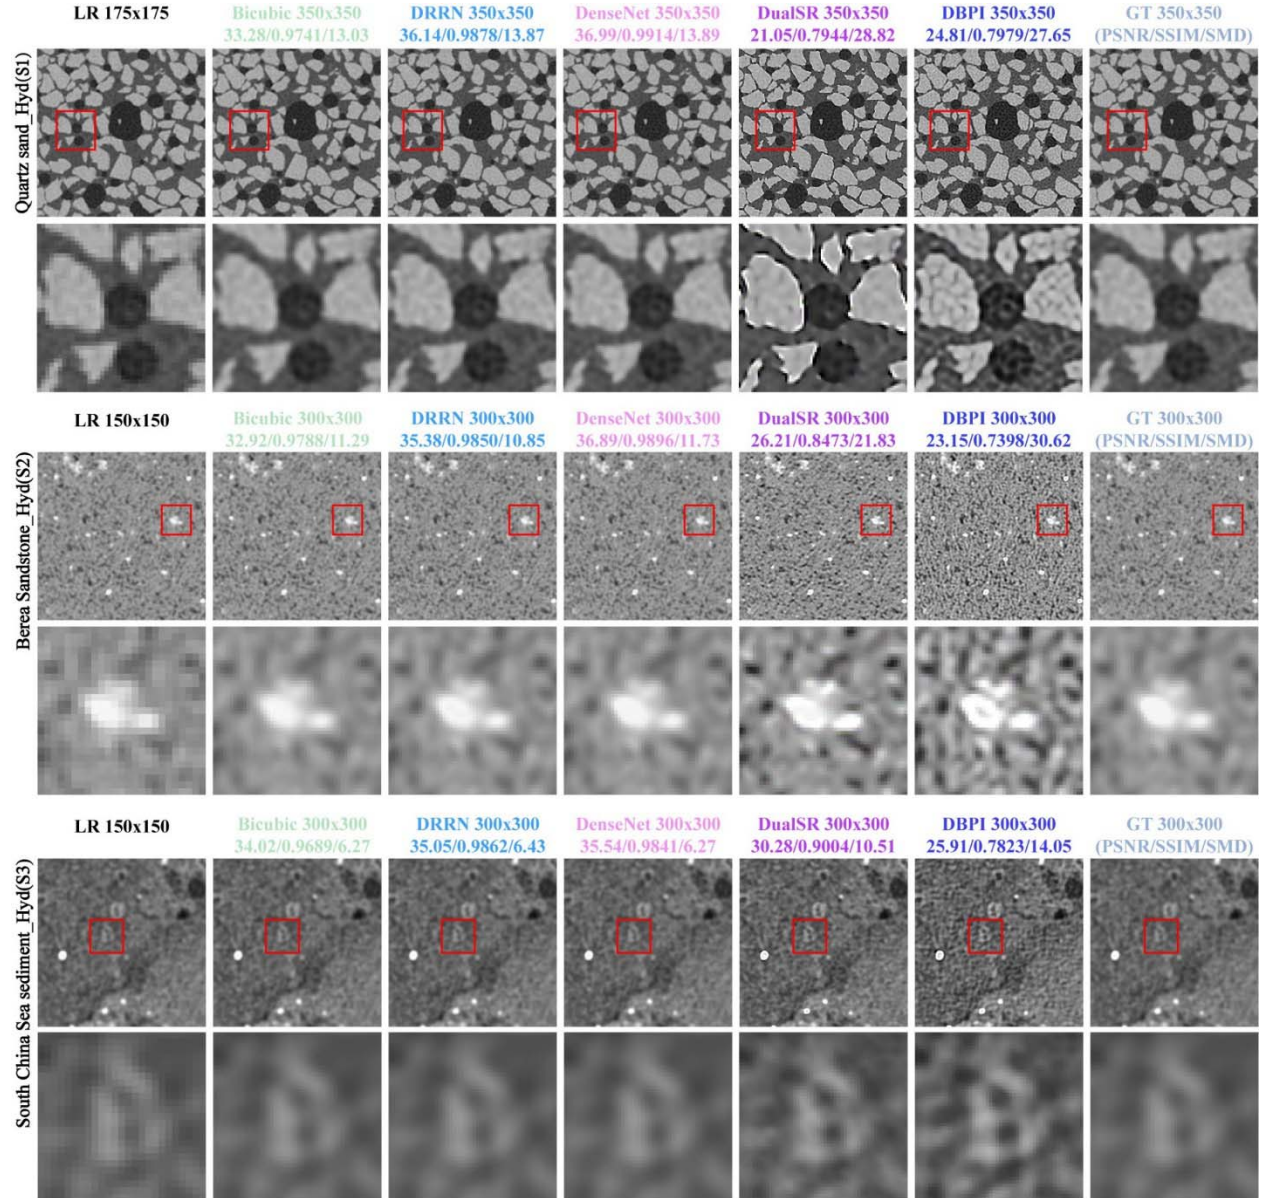 LR 175x175
Bicubic 350x350
33.28/0.9741/13.03
DRRN 350x350
36.14/0.9878/13.87
DenseNet 350x350
36.99/0.9914/13.89
DualSR 350x350
21.05/0.7944/28.82
DBPI 350x350
24.81/0.7979/27.65
GT 350x350
(PSNR/SSIM/SMD)
Quartz sand_Hyd(S1)
LR 150x150
Bicubic 300x300
32.92/0.9788/11.29
DRRN 300x300
35.38/0.9850/10.85
DenseNet 300x300
36.89/0.9896/11.73
DualSR 300x300
26.21/0.8473/21.83
DBPI 300x300
23.15/0.7398/30.62
GT 300x300
(PSNR/SSIM/SMD)
Berea Sandstone_Hyd(S2)
LR 150x150
Bicubic 300x300
34.02/0.9689/6.27
DRRN 300x300
35.05/0.9862/6.43
DenseNet 300x300
35.54/0.9841/6.27
DualSR 300x300
30.28/0.9004/10.51
DBPI 300x300
25.91/0.7823/14.05
GT 300x300
(PSNR/SSIM/SMD)
South China Sea sediment_Hyd(S3)